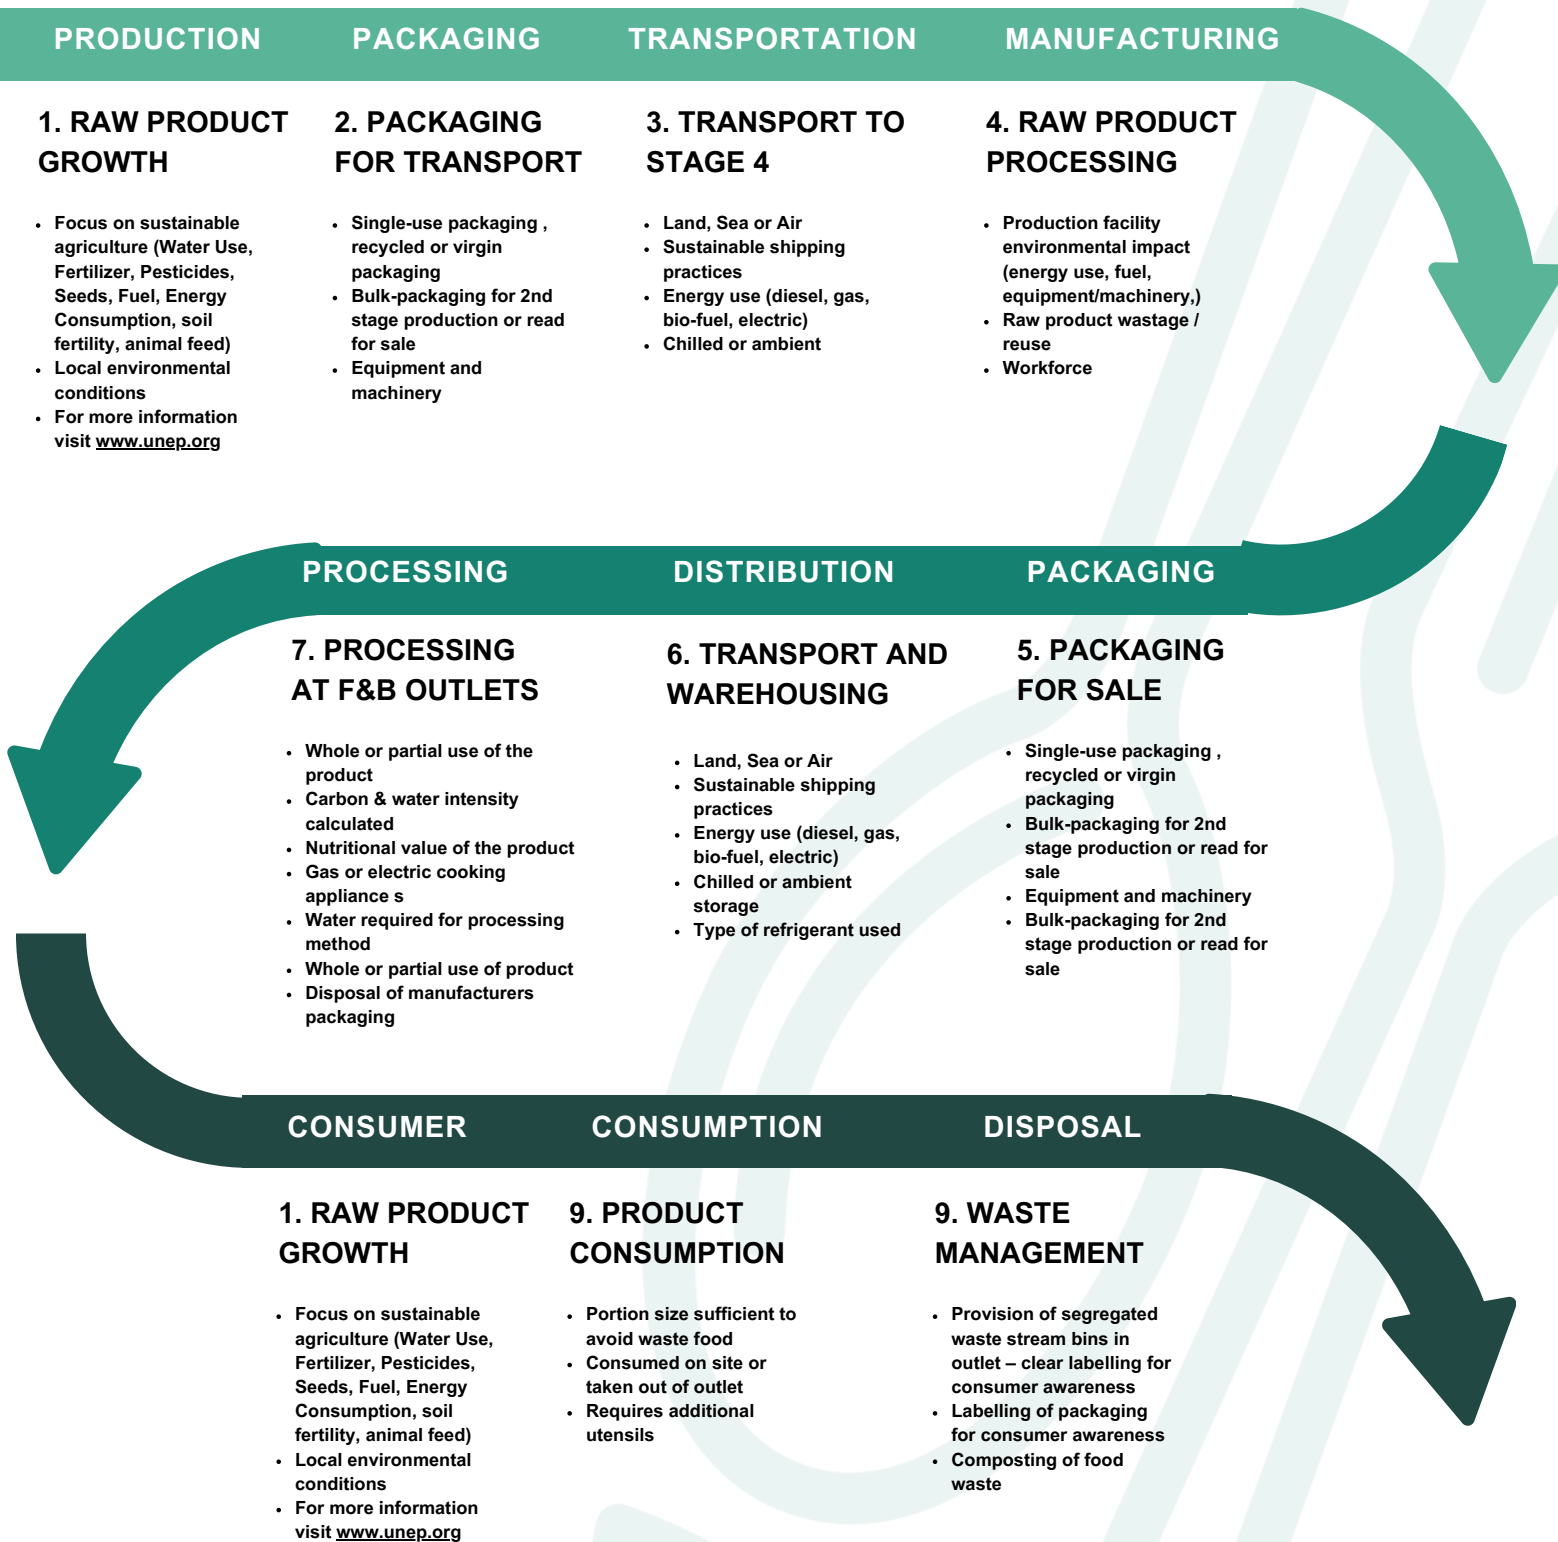 PRODUCTION
PACKAGING
TRANSPORTATION
MANUFACTURING
1. RAW PRODUCT
GROWTH
• Focus on sustainable
agriculture (Water Use,
Fertilizer, Pesticides,
Seeds, Fuel, Energy
Consumption, soil
fertility, animal feed)
• Local environmental
conditions
• For more information
visit www.unep.org
2. PACKAGING
FOR TRANSPORT
• Single-use packaging ,
recycled or virgin
packaging
• Bulk-packaging for 2nd
stage production or read
for sale
• Equipment and
machinery
3. TRANSPORT TO
STAGE 4
• Land, Sea or Air
• Sustainable shipping
practices
• Energy use (diesel, gas,
bio-fuel, electric)
• Chilled or ambient
4. RAW PRODUCT
PROCESSING
• Production facility
environmental impact
(energy use, fuel,
equipment/machinery,)
• Raw product wastage /
reuse
• Workforce
PROCESSING
DISTRIBUTION
PACKAGING
7. PROCESSING
AT F&B OUTLETS
• Whole or partial use of the
product
• Carbon & water intensity
calculated
• Nutritional value of the product
• Gas or electric cooking
appliance s
• Water required for processing
method
• Whole or partial use of product
• Disposal of manufacturers
packaging
6. TRANSPORT AND
WAREHOUSING
• Land, Sea or Air
• Sustainable shipping
practices
• Energy use (diesel, gas,
bio-fuel, electric)
• Chilled or ambient
storage
• Type of refrigerant used
5. PACKAGING
FOR SALE
• Single-use packaging ,
recycled or virgin
packaging
• Bulk-packaging for 2nd
stage production or read for
sale
• Equipment and machinery
• Bulk-packaging for 2nd
stage production or read for
sale
CONSUMER
CONSUMPTION
DISPOSAL
1. RAW PRODUCT
GROWTH
• Focus on sustainable
agriculture (Water Use,
Fertilizer, Pesticides,
Seeds, Fuel, Energy
Consumption, soil
fertility, animal feed)
• Local environmental
conditions
• For more information
visit www.unep.org
9. PRODUCT
CONSUMPTION
• Portion size sufficient to
avoid waste food
• Consumed on site or
taken out of outlet
• Requires additional
utensils
9. WASTE
MANAGEMENT
• Provision of segregated
waste stream bins in
outlet – clear labelling for
consumer awareness
• Labelling of packaging
for consumer awareness
• Composting of food
waste